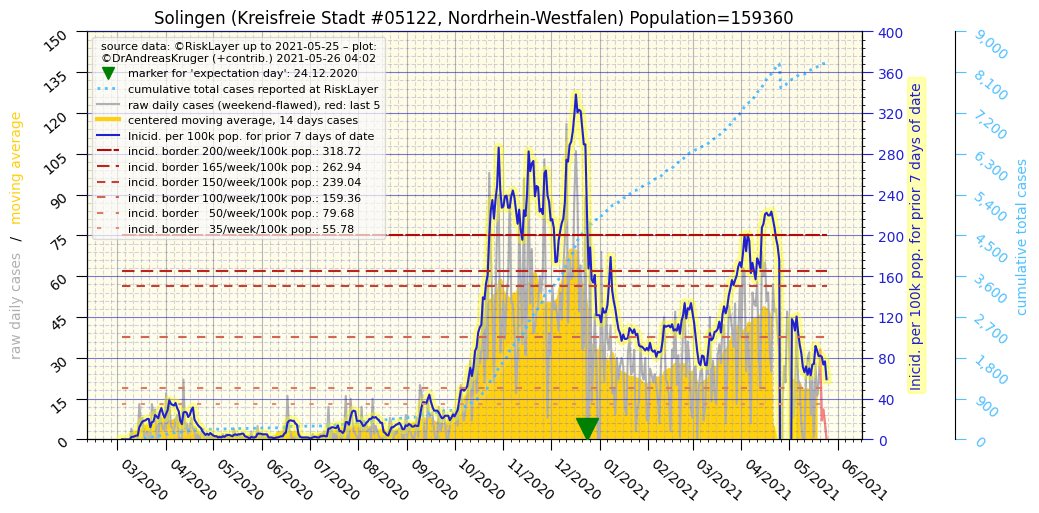 Solingen (Kreisfreie Stadt #05122, Nordrhein-Westfalen) Population=159360
source data: ©RiskLayer up to 2021-05-25 – plot:
©DrAndreasKruger (+contrib.) 2021-05-26 04:02
marker for 'expectation day': 24.12.2020
cumulative total cases reported at RiskLayer
raw daily cases (weekend-flawed), red: last 5
centered moving average, 14 days cases
Inicid. per 100k pop. for prior 7 days of date
incid. border 200/week/100k pop.: 318.72
incid. border 165/week/100k pop.: 262.94
incid. border 150/week/100k pop.: 239.04
incid. border 100/week/100k pop.: 159.36
incid. border   50/week/100k pop.: 79.68
incid. border   35/week/100k pop.: 55.78
raw daily cases / moving average
150
135
120
105
90
75
60
45
30
15
0
03/2020
04/2020
05/2020
06/2020
07/2020
08/2020
09/2020
10/2020
11/2020
12/2020
01/2021
02/2021
03/2021
04/2021
05/2021
06/2021
400
360
320
280
240
200
160
120
80
40
0
Inicid. per 100k pop. for prior 7 days of date
9,000
8,100
7,200
6,300
5,400
4,500
3,600
2,700
1,800
900
0
cumulative total cases